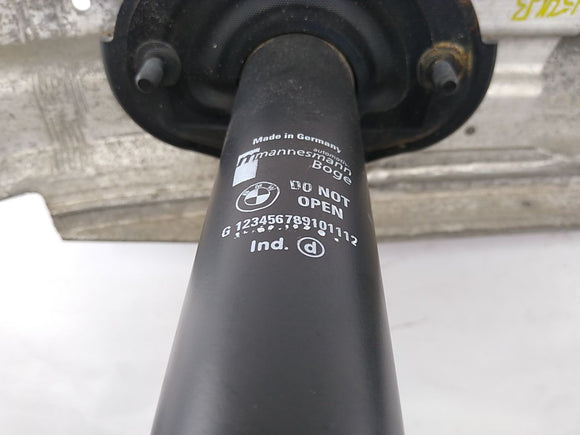 Made in Germany
automotive
mannesmann
Boge
DO NOT
OPEN
G 123456789101112
Ind. d